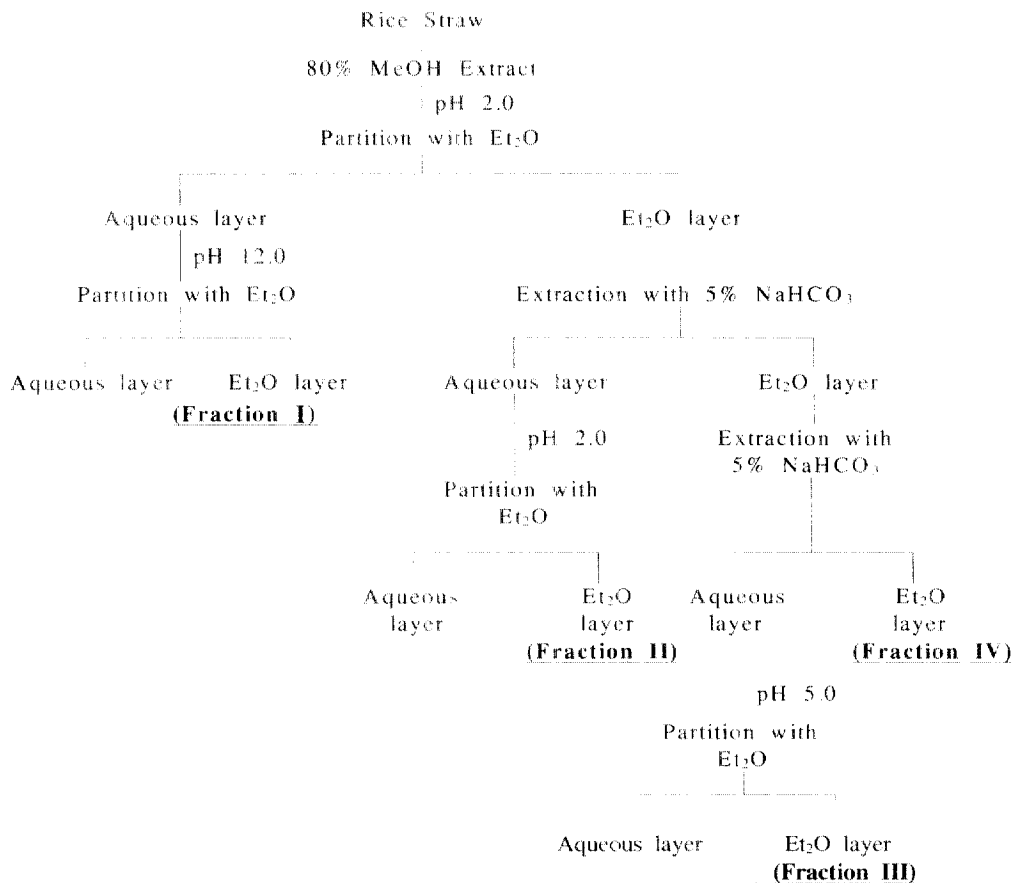 Rice Straw
80% MeOH Extract
pH 2.0
Partition with Et₂O
Aqueous layer
Et₂O layer
pH 12.0
Partition with Et₂O
Extraction with 5% NaHCO₃
Aqueous layer
Et₂O layer
(Fraction I)
Aqueous layer
Et₂O layer
pH 2.0
Extraction with
5% NaHCO₃
Partition with
Et₂O
Aqueous
layer
Et₂O
layer
(Fraction II)
Aqueous
layer
Et₂O
layer
(Fraction IV)
pH 5.0
Partition with
Et₂O
Aqueous layer
Et₂O layer
(Fraction III)